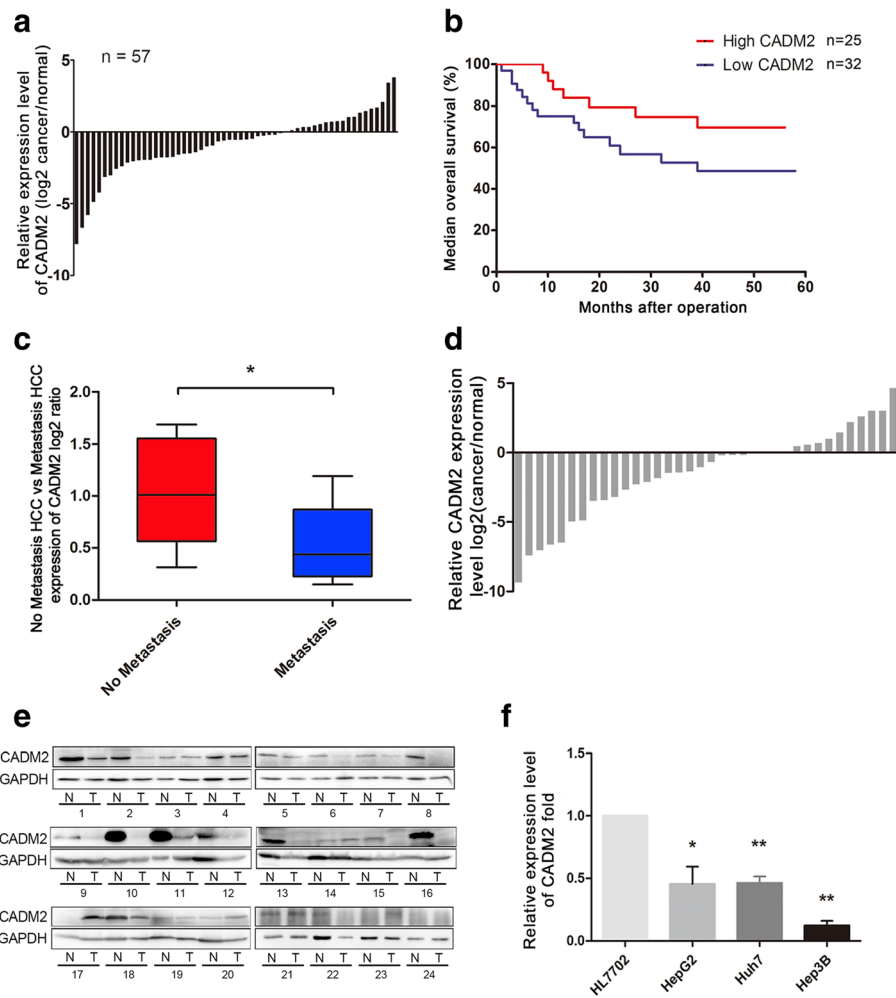 a
n = 57
Relative expression level
of CADM2 (log2 cancer/normal)
5
0
-5
-10
b
High CADM2 n=25
Low CADM2 n=32
Median overall survival (%)
100
80
60
40
20
0
0 10 20 30 40 50 60
Months after operation
c
No Metastasis HCC vs Metastasis HCC
expression of CADM2 log2 ratio
2.0
1.5
1.0
0.5
0.0
*
No Metastasis
Metastasis
d
Relative CADM2 expression
level log2(cancer/normal)
5
0
-5
-10
e
CADM2
GAPDH
N T N T N T N T N T N T N T N T
1 2 3 4 5 6 7 8
CADM2
GAPDH
N T N T N T N T N T N T N T N T
9 10 11 12 13 14 15 16
CADM2
GAPDH
N T N T N T N T N T N T N T N T
17 18 19 20 21 22 23 24
f
Relative expression level
of CADM2 fold
1.5
1.0
0.5
0.0
* ** **
HL7702
HepG2
Huh7
Hep3B